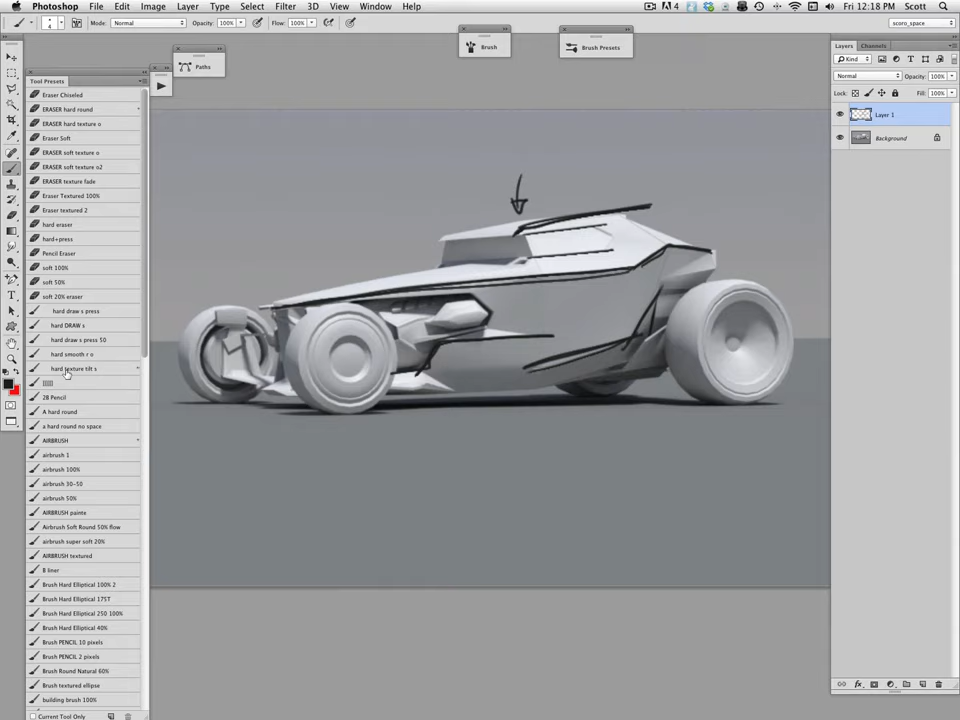 Photoshop File Edit Image Layer Type Select Filter 3D View Window Help
4 Fri 12:18 PM Scott
4 Mode: Normal Opacity: 100% Flow: 100% scoro_space
Brush
Brush Presets
Paths
Layers Channels
Kind
Normal Opacity: 100%
Lock: Fill: 100%
Layer 1
Background
Tool Presets
Eraser Chiseled
ERASER hard round
ERASER hard texture o
Eraser Soft
ERASER soft texture o
ERASER soft texture o2
ERASER texture fade
Eraser Textured 100%
Eraser textured 2
hard eraser
hard+press
Pencil Eraser
soft 100%
soft 50%
soft 20% eraser
hard draw s press
hard DRAW s
hard draw s press 50
hard smooth r o
hard texture tilt s
2B Pencil
A hard round
a hard round no space
AIRBRUSH
airbrush 1
airbrush 100%
airbrush 30-50
airbrush 50%
AIRBRUSH painte
Airbrush Soft Round 50% flow
airbrush super soft 20%
AIRBRUSH textured
B liner
Brush Hard Elliptical 100% 2
Brush Hard Elliptical 175T
Brush Hard Elliptical 250 100%
Brush Hard Elliptical 40%
Brush PENCIL 10 pixels
Brush PENCIL 2 pixels
Brush Round Natural 60%
Brush textured ellipse
building brush 100%
Current Tool Only